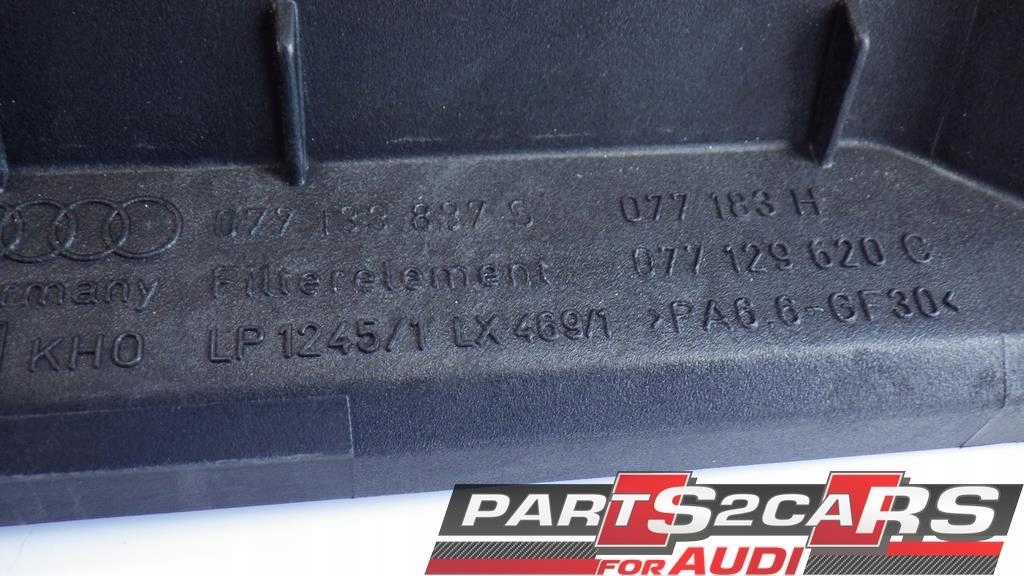 077 133 837 S 077 183 H
ermany Filterelement 077 129 620 C
KHO LP 1245/1 LX 469/1 >PA6.6-GF30<
PARTS2CARS
FOR AUDI